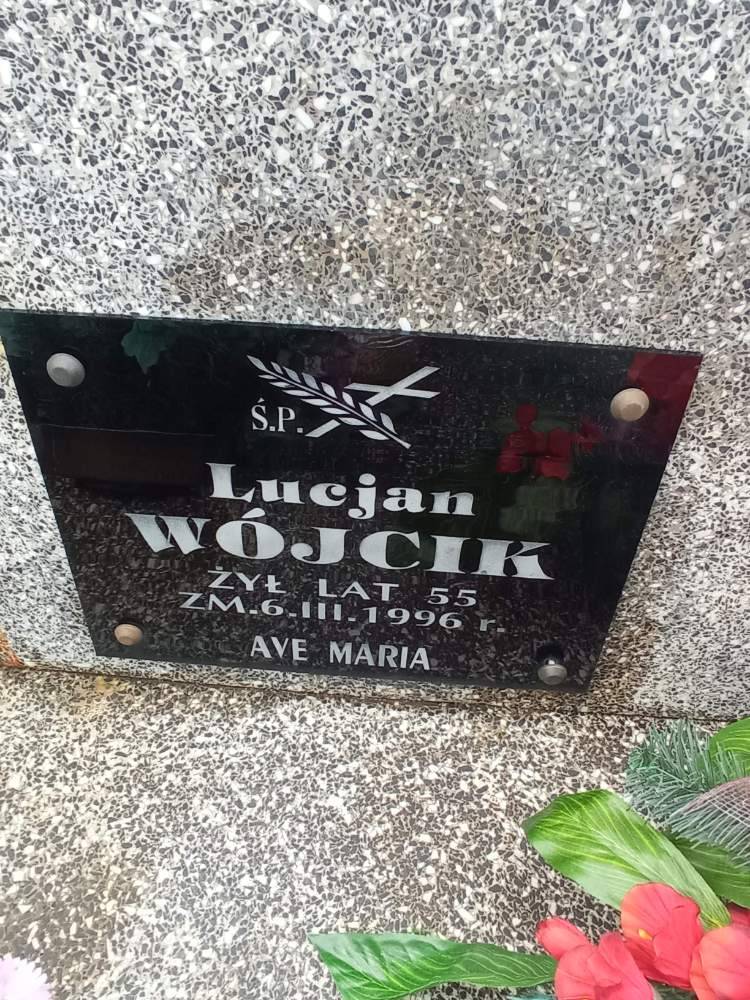 Ś.P.
Lucjan
WÓJCIK
ŻYŁ LAT 55
ZM.6.III.1996 r.
AVE MARIA